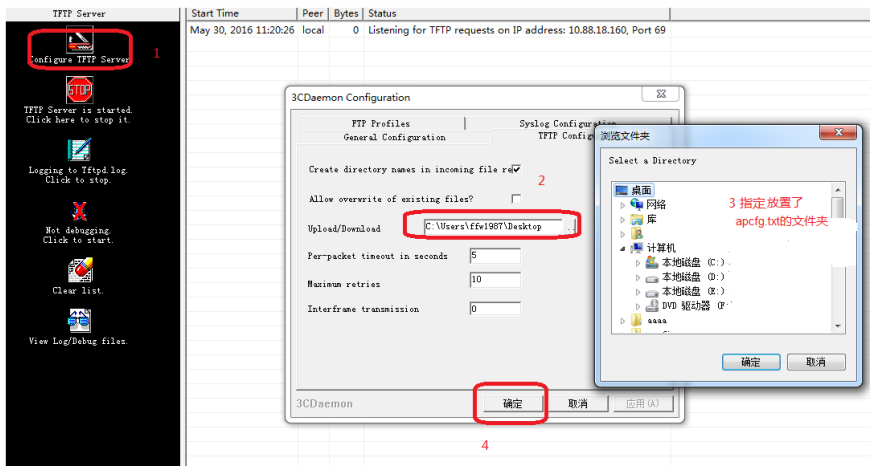 TFTP Server
Start Time Peer Bytes Status
May 30, 2016 11:20:26 local 0 Listening for TFTP requests on IP address: 10.88.18.160, Port 69
Configure TFTP Server
1
TFTP Server is started.
Click here to stop it.
Logging to Tftpd.log.
Click to stop.
Not debugging.
Click to start.
Clear list.
View Log/Debug files.
3CDaemon Configuration
FTP Profiles
Syslog Configuration
General Configuration
TFTP Config
Create directory names in incoming file re
2
Allow overwrite of existing files?
Upload/Download C:\Users\ffw1987\Desktop ..
Per-packet timeout in seconds 5
Maximum retries 10
Interframe transmission 0
3CDaemon
确定
取消
应用(A)
4
浏览文件夹
Select a Directory
桌面
网络
库
计算机
本地磁盘 (C:)
本地磁盘 (D:)
本地磁盘 (E:)
DVD 驱动器 (F:
aaaa
3 指定放置了
apcfg.txt的文件夹
确定
取消